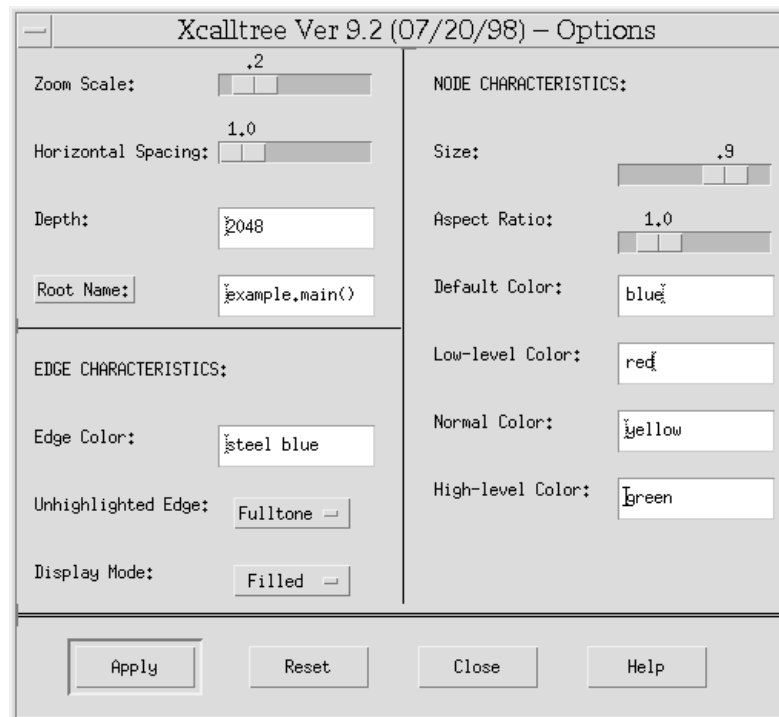 Xcalltree Ver 9.2 (07/20/98) – Options
Zoom Scale:
.2
Horizontal Spacing:
1.0
Depth:
2048
Root Name:
example.main()
EDGE CHARACTERISTICS:
Edge Color:
steel blue
Unhighlighted Edge:
Fulltone
Display Mode:
Filled
NODE CHARACTERISTICS:
Size:
.9
Aspect Ratio:
1.0
Default Color:
blue
Low-level Color:
red
Normal Color:
yellow
High-level Color:
green
Apply
Reset
Close
Help